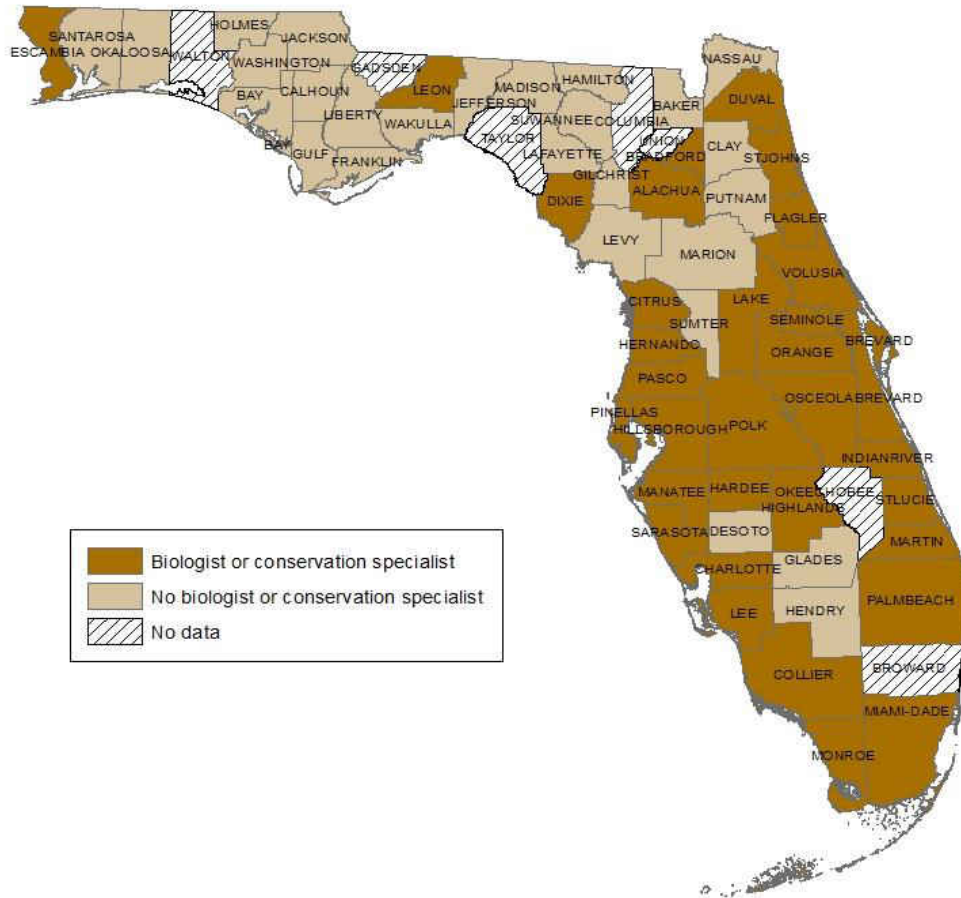 HOLMES
SANTAROSA
JACKSON
ESCAMBIA OKALOOSA
WALTON
WASHINGTON
GADSDEN
NASSAU
BAY
CALHOUN
LEON
MADISON
HAMILTON
JEFFERSON
BAKER
DUVAL
LIBERTY
WAKULLA
SUWANNEE
COLUMBIA
TAYLOR
UNION
CLAY
BAY
GULF
FRANKLIN
LAFAYETTE
BRADFORD
STJOHNS
GILCHRIST
ALACHUA
PUTNAM
DIXIE
FLAGLER
LEVY
MARION
VOLUSIA
CITRUS
LAKE
SUMTER
SEMINOLE
HERNANDO
ORANGE
BREVARD
PASCO
OSCEOLA
BREVARD
PINELLAS
HILLSBOROUGH
POLK
INDIANRIVER
MANATEE
HARDEE
OKEECHOBEE
HIGHLANDS
STLUCIE
SARASOTA
DESOTO
MARTIN
GLADES
CHARLOTTE
LEE
HENDRY
PALMBEACH
COLLIER
BROWARD
MIAMI-DADE
MONROE
Biologist or conservation specialist
No biologist or conservation specialist
No data